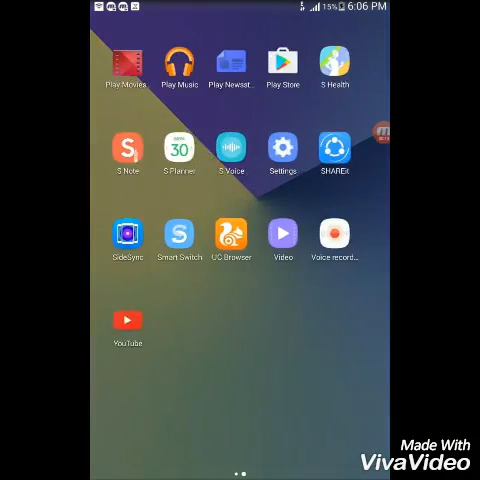 15% 6:06 PM
Play Movies
Play Music
Play Newsst...
Play Store
S Health
S Note
30
S Planner
S Voice
Settings
SHAREit
SideSync
Smart Switch
UC Browser
Video
Voice record...
YouTube
Made With
VivaVideo